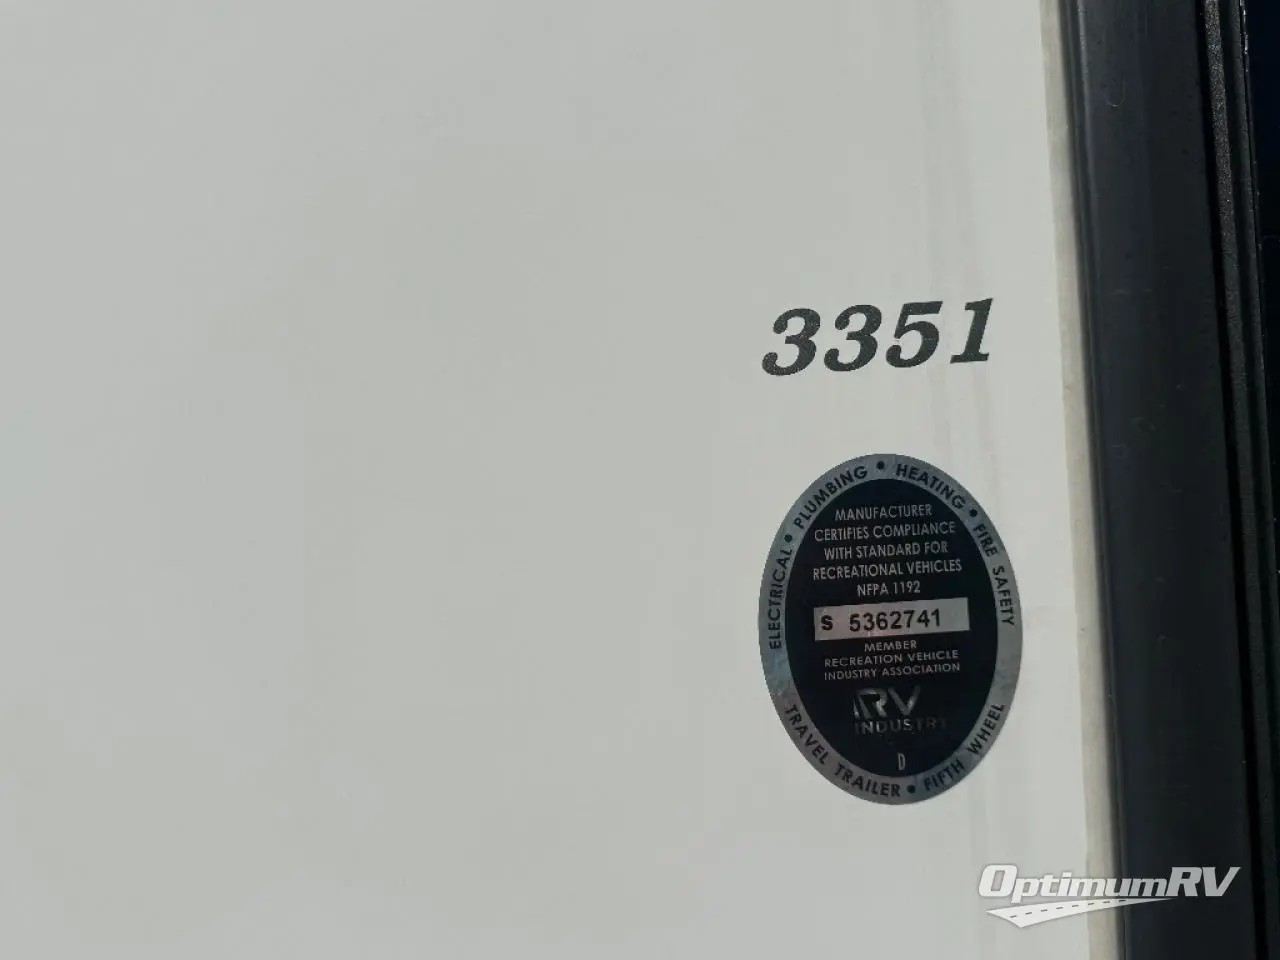 3351
ELECTRICAL • PLUMBING • HEATING • FIRE SAFETY
MANUFACTURER
CERTIFIES COMPLIANCE
WITH STANDARD FOR
RECREATIONAL VEHICLES
NFPA 1192
S 5362741
MEMBER
RECREATION VEHICLE
INDUSTRY ASSOCIATION
RV
INDUSTRY
D
TRAVEL TRAILER • FIFTH WHEEL
OptimumRV